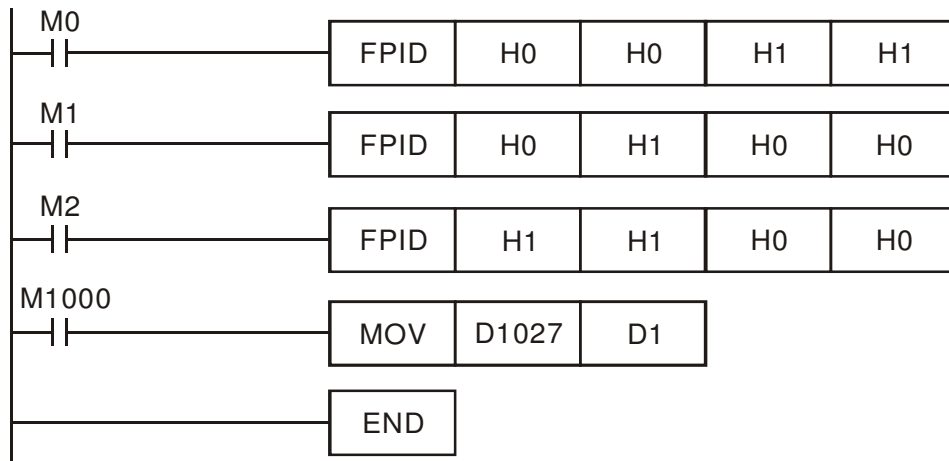 M0
FPID H0 H0 H1 H1
M1
FPID H0 H1 H0 H0
M2
FPID H1 H1 H0 H0
M1000
MOV D1027 D1
END